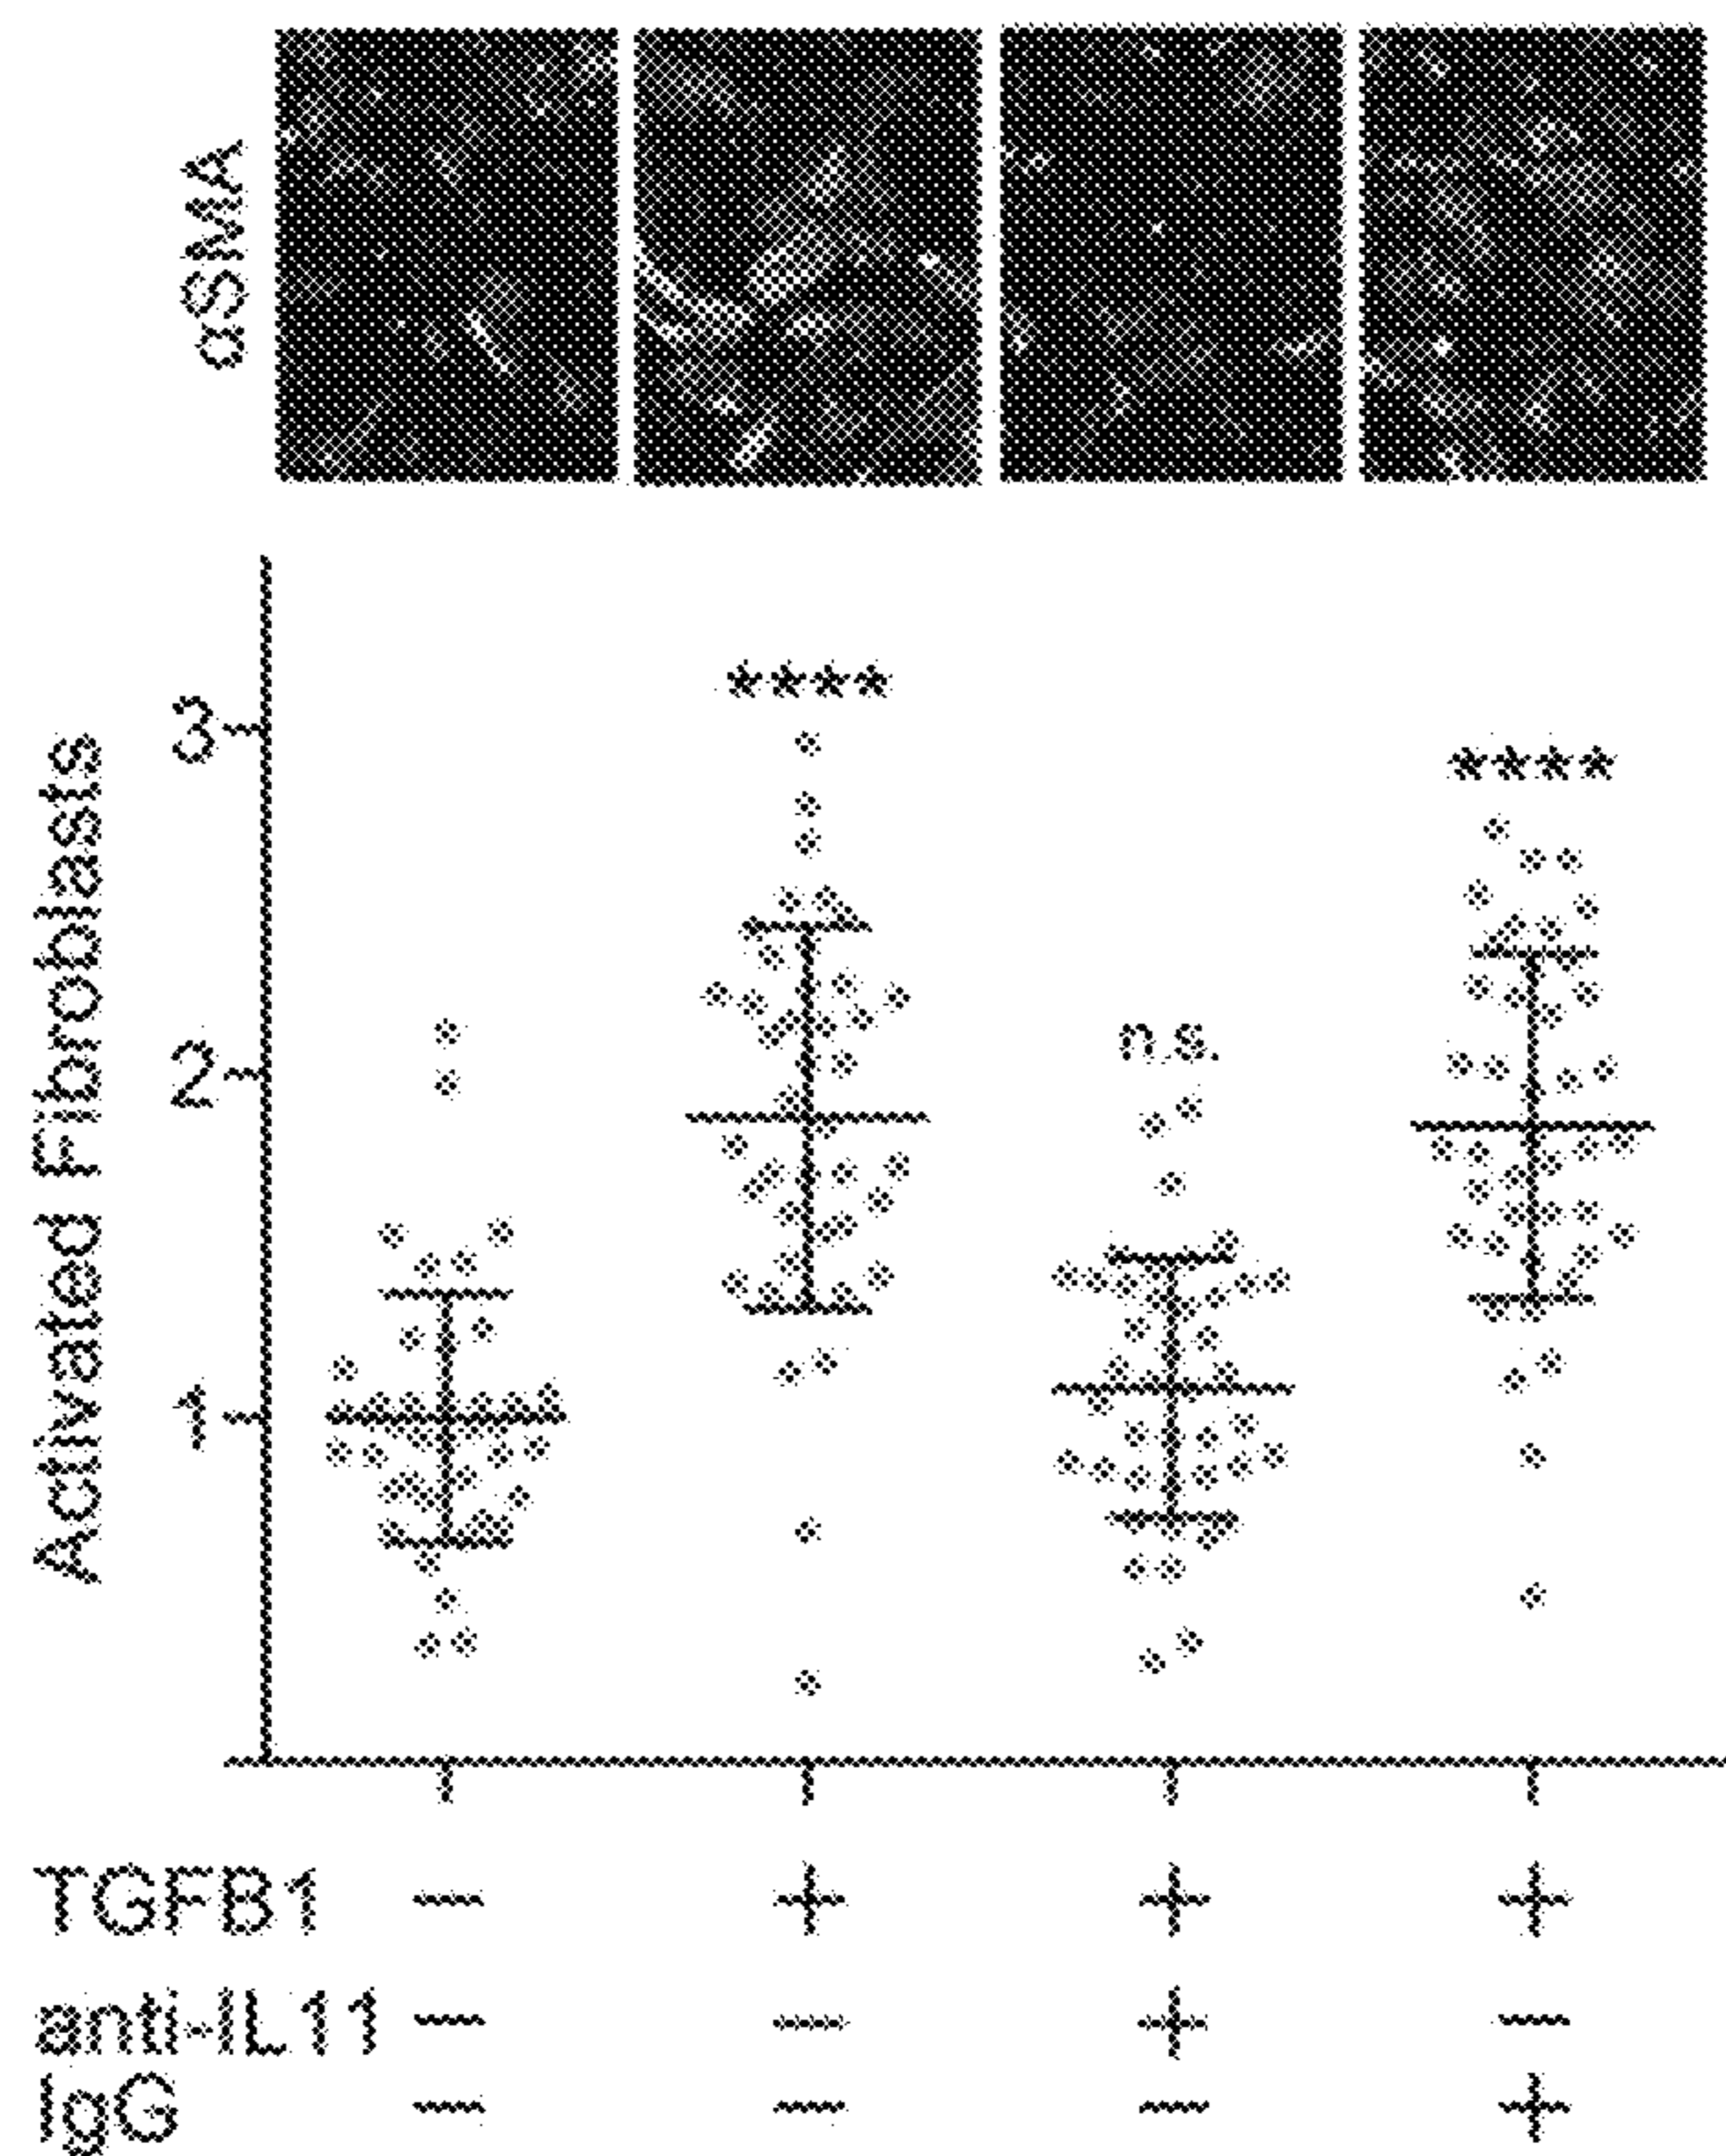 αSMA
Activated Fibroblasts
3
2
1
****
****
n.s.
TGFB1 − + + +
anti-IL11 − − + −
IgG − − − +